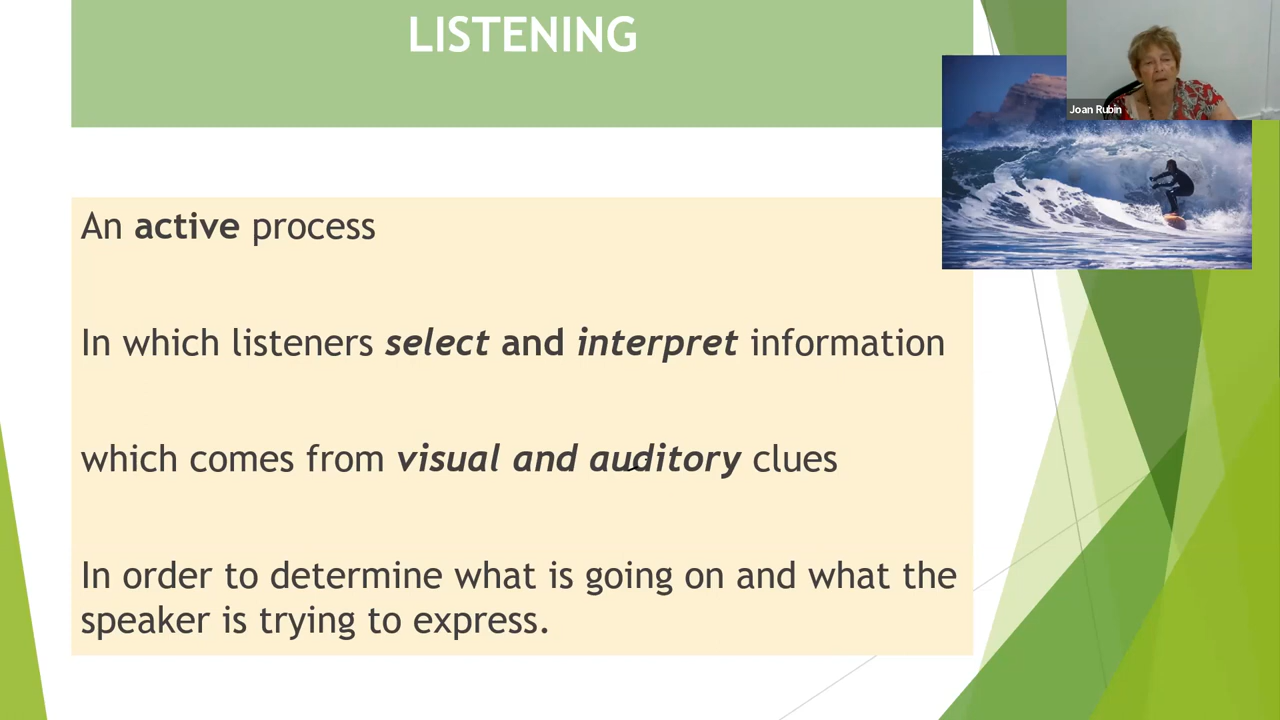 LISTENING
Joan Rubin
An active process
In which listeners select and interpret information
which comes from visual and auditory clues
In order to determine what is going on and what the
speaker is trying to express.